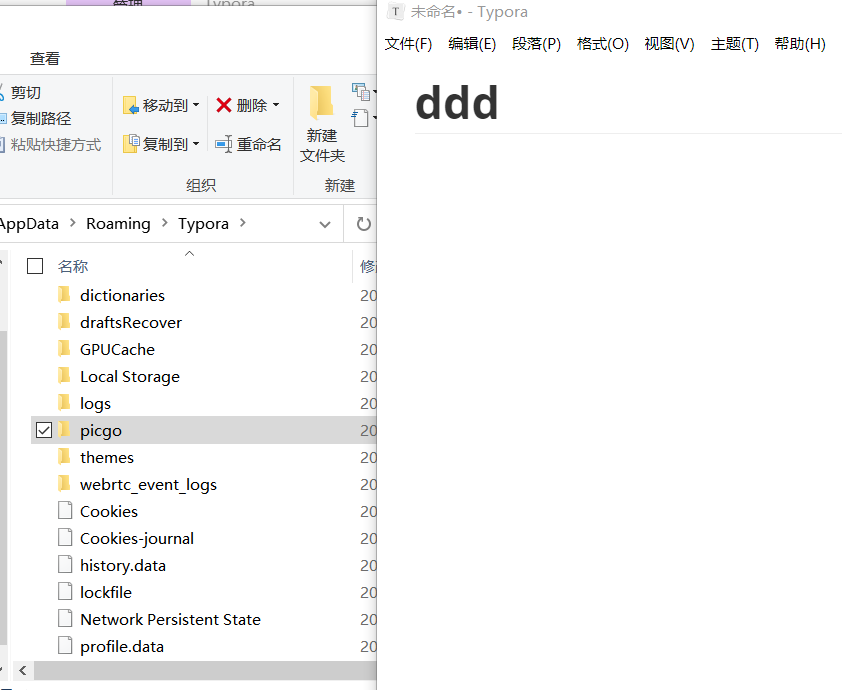 管理
Typora
查看
剪切
复制路径
粘贴快捷方式
移动到
复制到
删除
重命名
组织
新建
文件夹
新建
AppData
Roaming
Typora
名称
修
dictionaries
20
draftsRecover
20
GPUCache
20
Local Storage
20
logs
20
picgo
20
themes
20
webrtc_event_logs
20
Cookies
20
Cookies-journal
20
history.data
20
lockfile
20
Network Persistent State
20
profile.data
20
T 未命名• - Typora
文件(F) 编辑(E) 段落(P) 格式(O) 视图(V) 主题(T) 帮助(H)
ddd